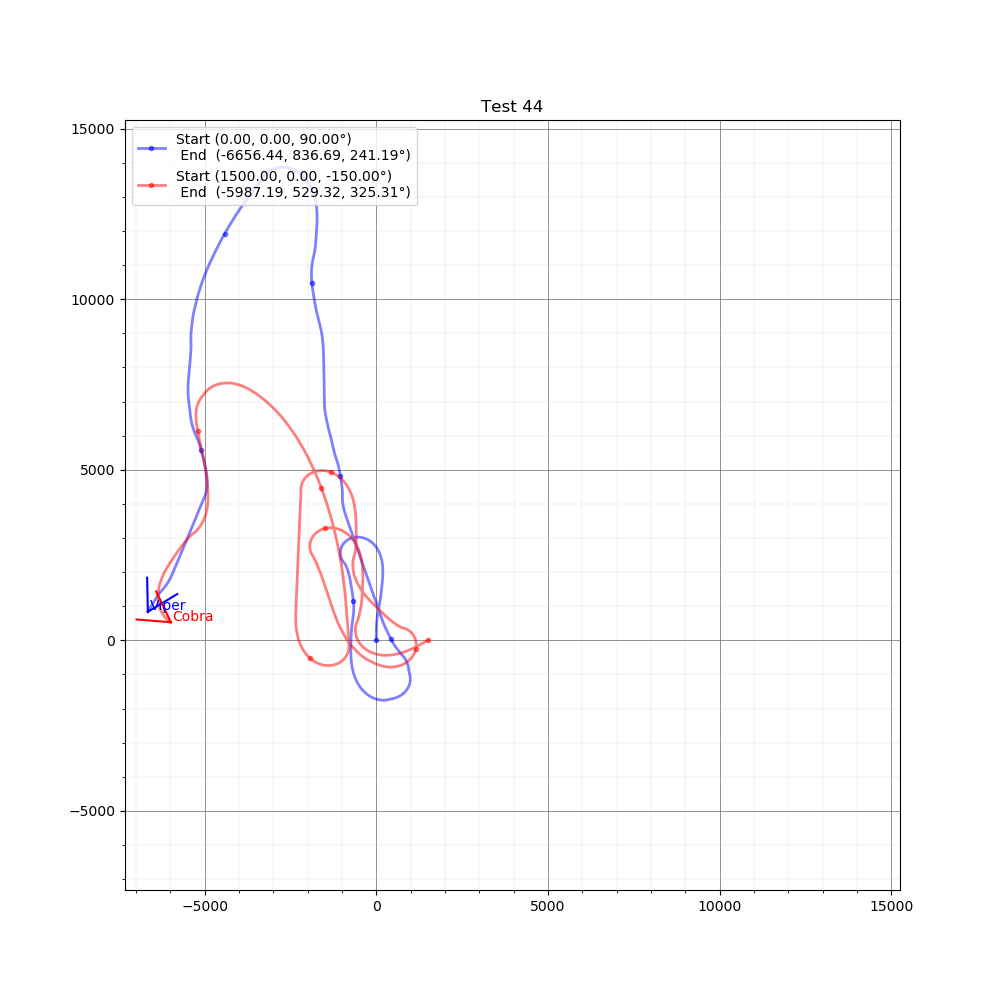 Test 44
Start (0.00, 0.00, 90.00°)
End (-6656.44, 836.69, 241.19°)
Start (1500.00, 0.00, -150.00°)
End (-5987.19, 529.32, 325.31°)
15000
10000
5000
0
−5000
Viper
Cobra
−5000 0 5000 10000 15000